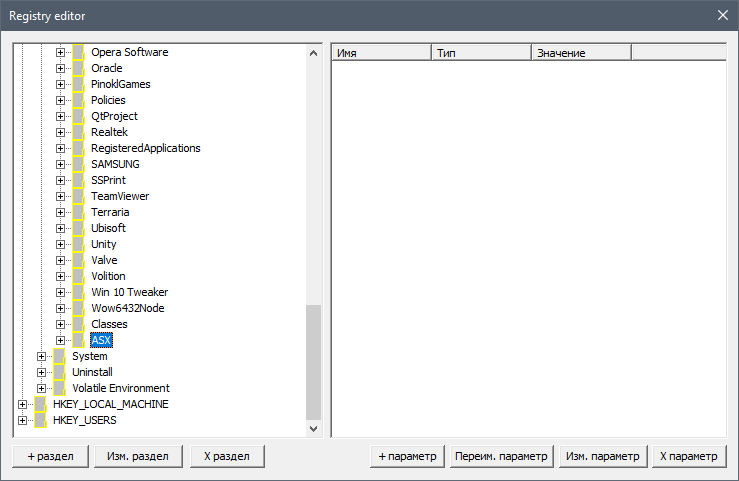 Registry editor
Opera Software
Oracle
PinoklGames
Policies
QtProject
Realtek
RegisteredApplications
SAMSUNG
SSPrint
TeamViewer
Terraria
Ubisoft
Unity
Valve
Volition
Win 10 Tweaker
Wow6432Node
Classes
ASX
System
Uninstall
Volatile Environment
HKEY_LOCAL_MACHINE
HKEY_USERS
Имя Тип Значение
+ раздел Изм. раздел X раздел + параметр Переим. параметр Изм. параметр X параметр